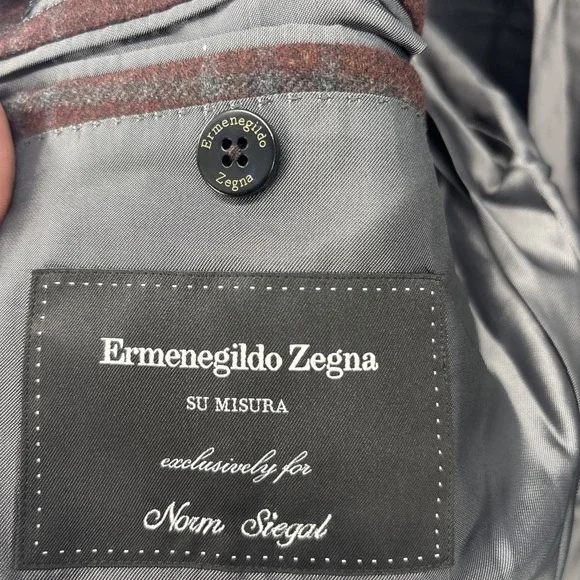 Ermenegildo
Zegna
Ermenegildo Zegna
SU MISURA
exclusively for
Norm Siegal